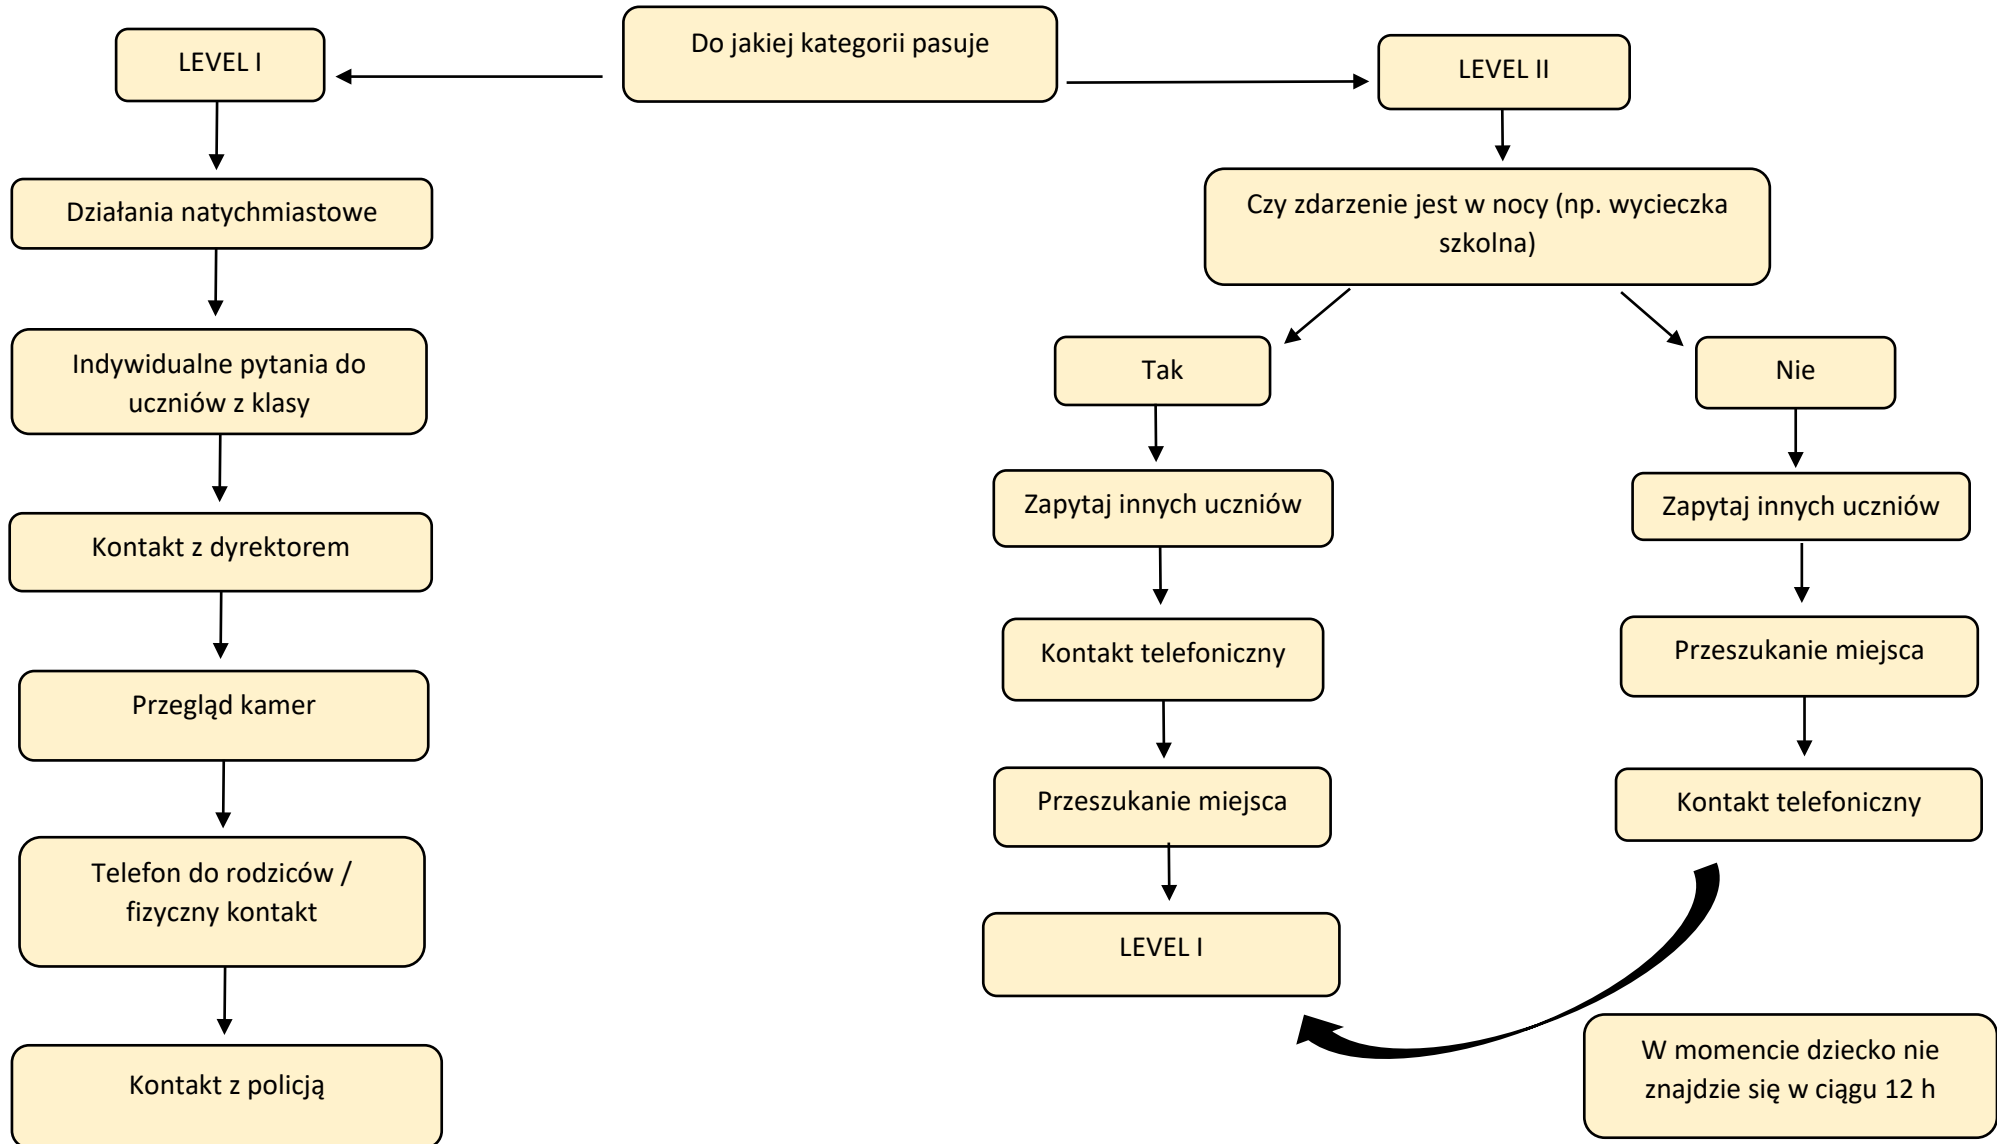 Do jakiej kategorii pasuje
LEVEL I
Działania natychmiastowe
Indywidualne pytania do
uczniów z klasy
Kontakt z dyrektorem
Przegląd kamer
Telefon do rodziców /
fizyczny kontakt
Kontakt z policją
LEVEL II
Czy zdarzenie jest w nocy (np. wycieczka
szkolna)
Tak
Zapytaj innych uczniów
Kontakt telefoniczny
Przeszukanie miejsca
LEVEL I
Nie
Zapytaj innych uczniów
Przeszukanie miejsca
Kontakt telefoniczny
W momencie dziecko nie
znajdzie się w ciągu 12 h